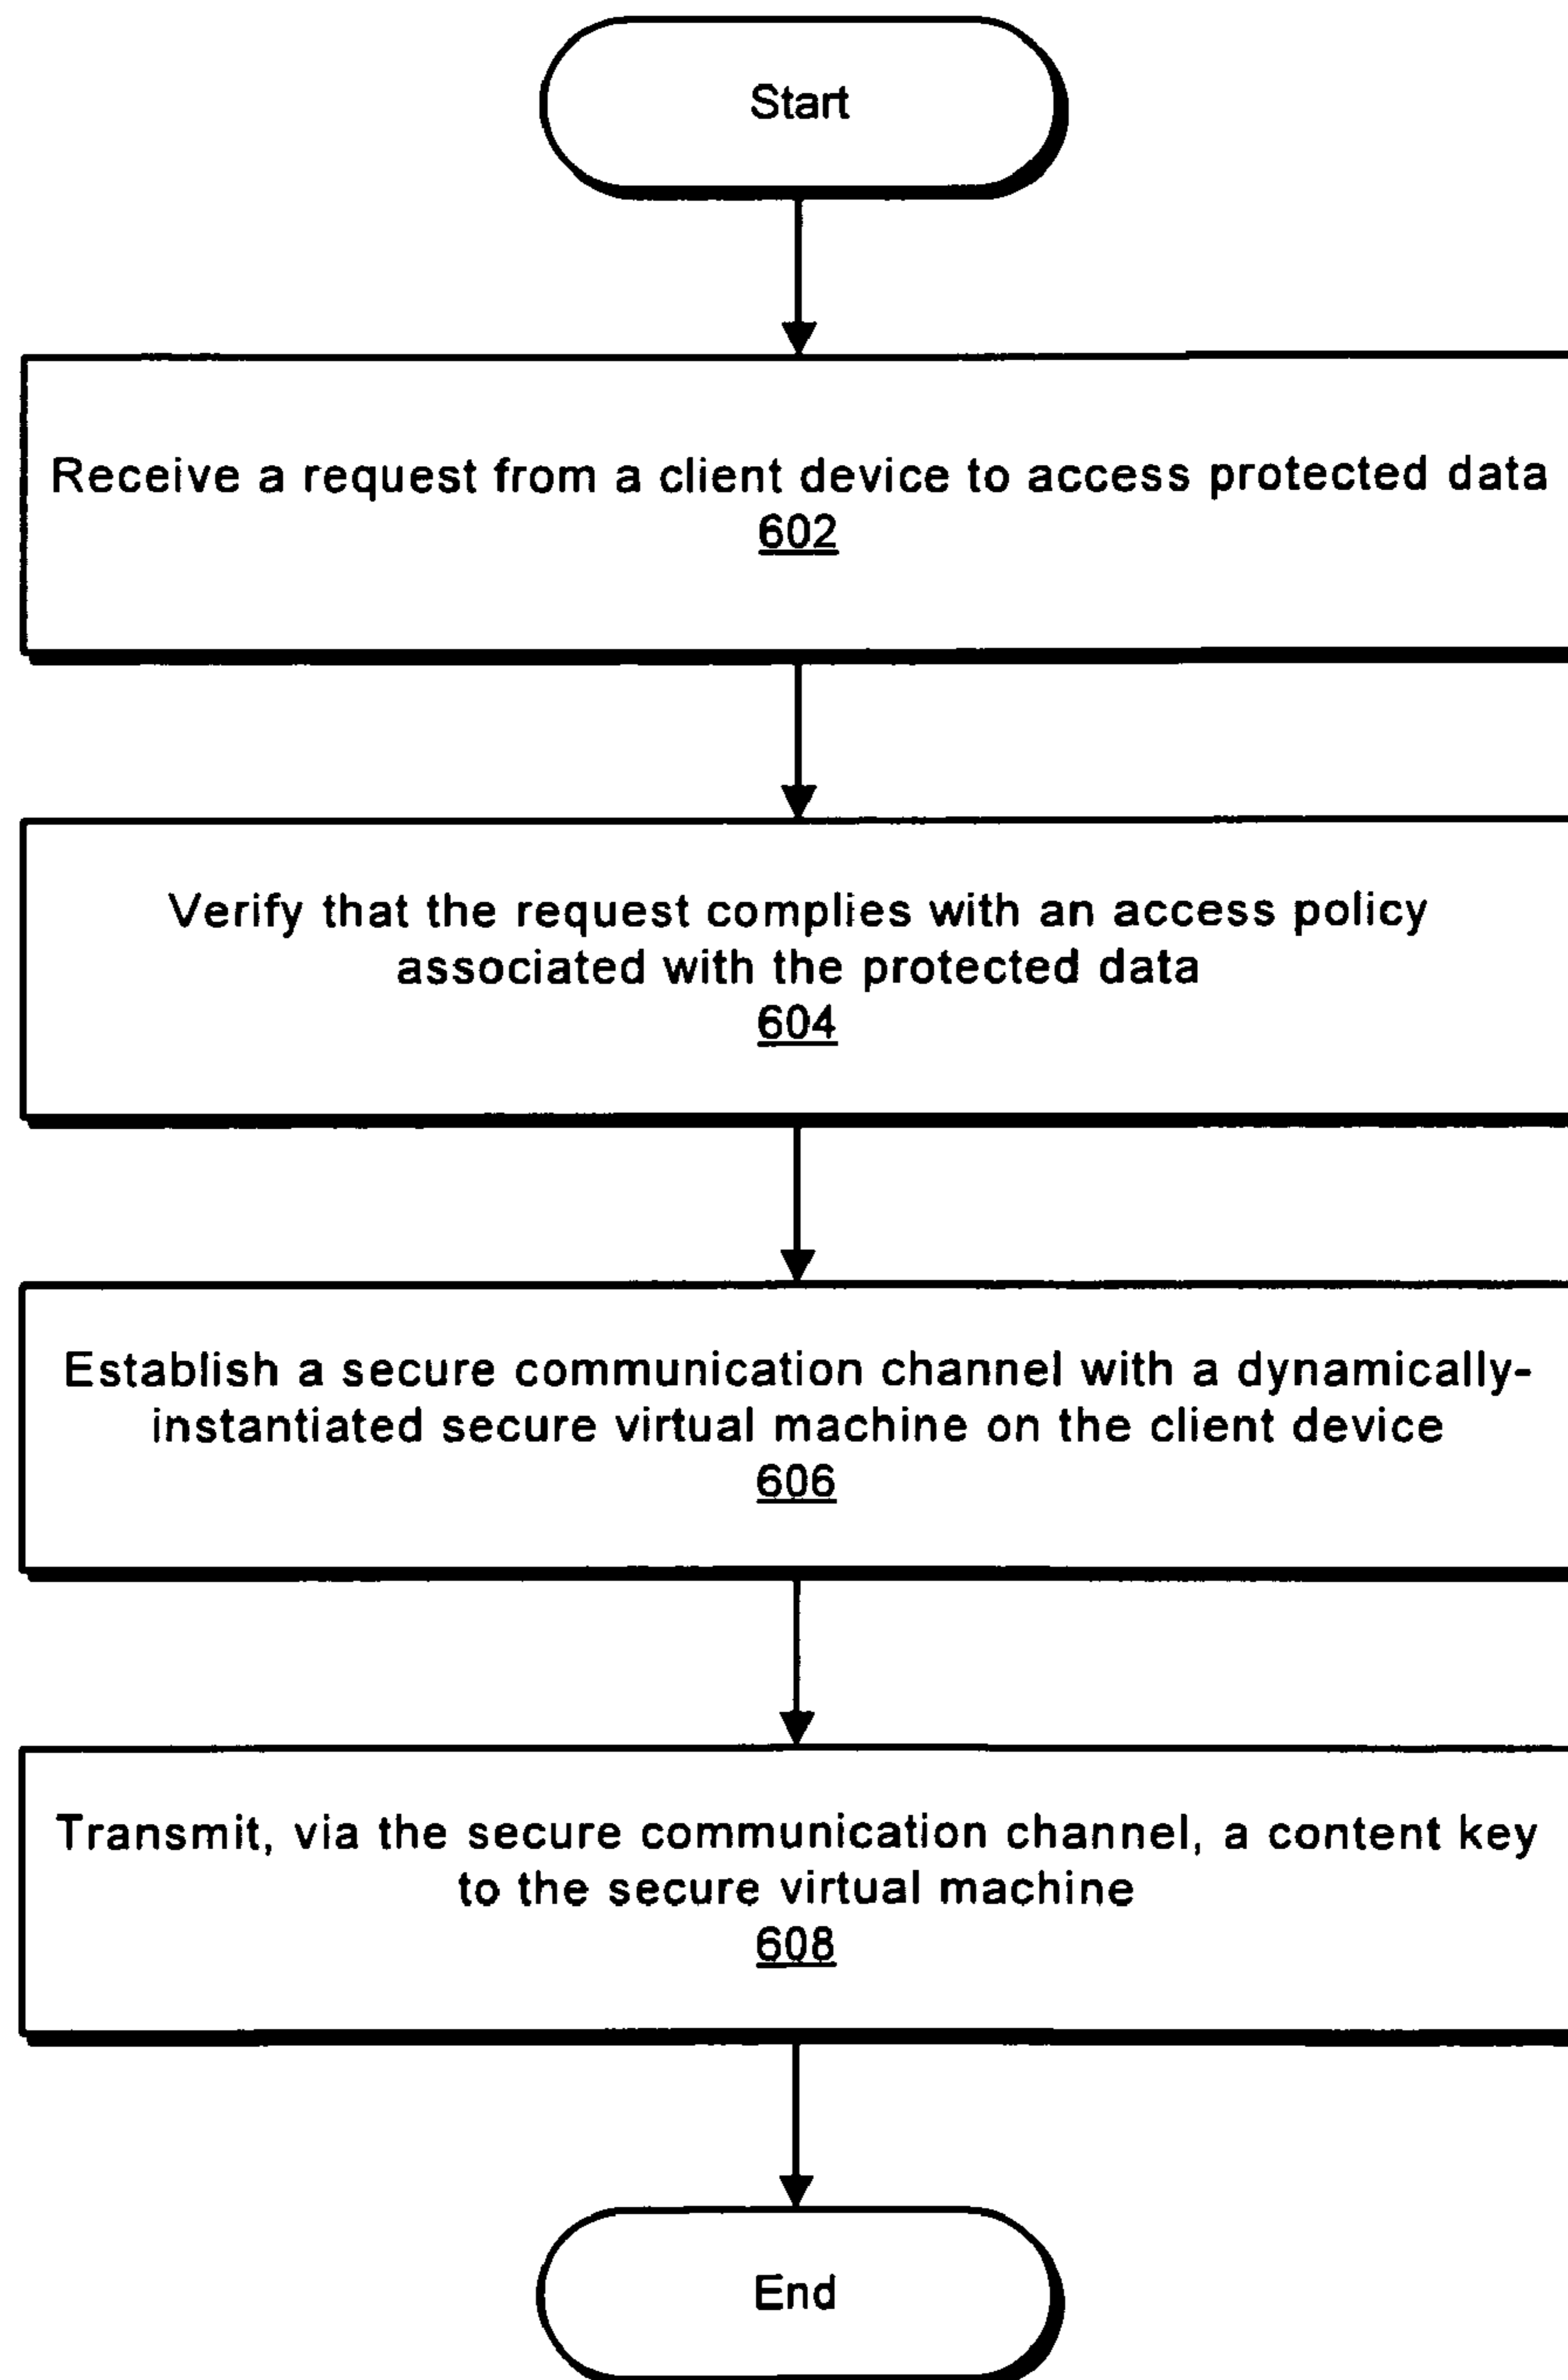 Start
Receive a request from a client device to access protected data
602
Verify that the request complies with an access policy
associated with the protected data
604
Establish a secure communication channel with a dynamically-
instantiated secure virtual machine on the client device
606
Transmit, via the secure communication channel, a content key
to the secure virtual machine
608
End